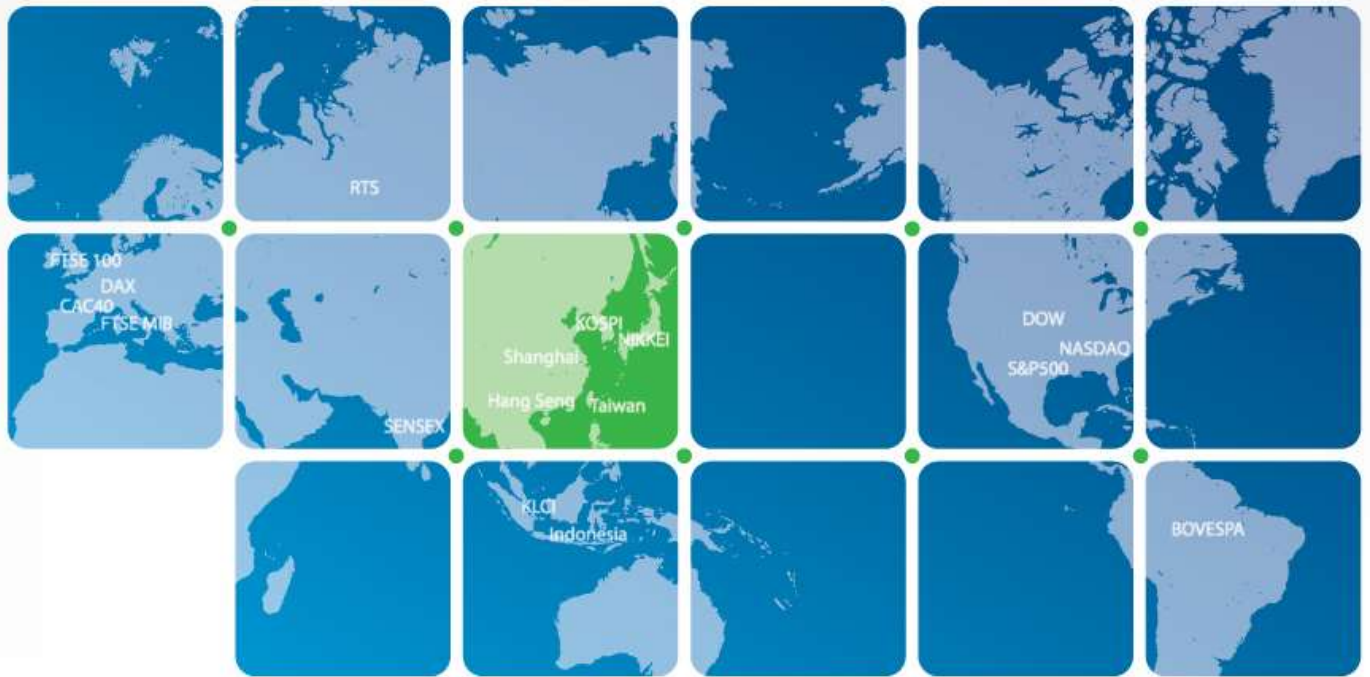 RTS
FTSE 100
DAX
CAC40
FTSE MIB
SENSEX
KOSPI
NIKKEI
Shanghai
Hang Seng
Taiwan
DOW
NASDAQ
S&P500
KLCI
Indonesia
BOVESPA